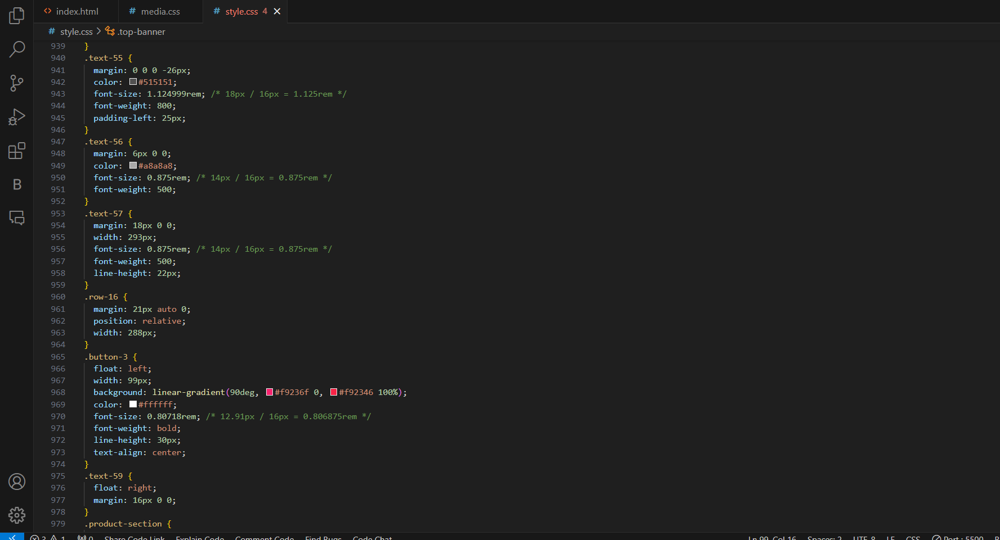 index.html
media.css
style.css 4
style.css > .top-banner
939 }
940 .text-55 {
941 margin: 0 0 0 -26px;
942 color: #515151;
943 font-size: 1.124999rem; /* 18px / 16px = 1.125rem */
944 font-weight: 800;
945 padding-left: 25px;
946 }
947 .text-56 {
948 margin: 6px 0 0;
949 color: #a8a8a8;
950 font-size: 0.875rem; /* 14px / 16px = 0.875rem */
951 font-weight: 500;
952 }
953 .text-57 {
954 margin: 18px 0 0;
955 width: 293px;
956 font-size: 0.875rem; /* 14px / 16px = 0.875rem */
957 font-weight: 500;
958 line-height: 22px;
959 }
960 .row-16 {
961 margin: 21px auto 0;
962 position: relative;
963 width: 288px;
964 }
965 .button-3 {
966 float: left;
967 width: 99px;
968 background: linear-gradient(90deg, #f9236f 0, #f92346 100%);
969 color: #ffffff;
970 font-size: 0.80718rem; /* 12.91px / 16px = 0.806875rem */
971 font-weight: bold;
972 line-height: 30px;
973 text-align: center;
974 }
975 .text-59 {
976 float: right;
977 margin: 16px 0 0;
978 }
979 .product-section {
3 1 0 Share Code Link Explain Code Comment Code Find Bugs Code Chat Ln 99, Col 16 Spaces: 2 UTF-8 LF CSS Port : 5500